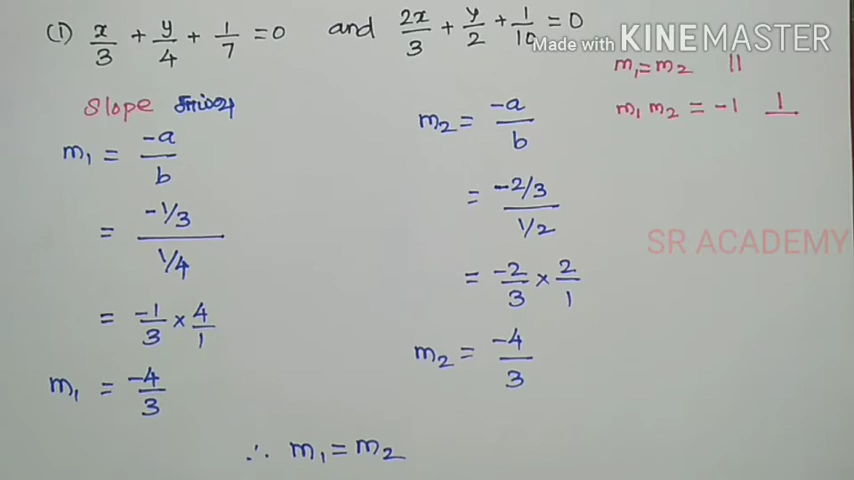 (1) x/3 + y/4 + 1/7 = 0 and 2x/3 + y/2 + 1/10 = 0
Made with KINEMASTER
m₁ = m₂ ||
m₁ m₂ = -1 ⊥
Slope
m₁ = -a/b
= -1/3 / 1/4
= -1/3 × 4/1
m₁ = -4/3
m₂ = -a/b
= -2/3 / 1/2
= -2/3 × 2/1
m₂ = -4/3
SR ACADEMY
∴ m₁ = m₂